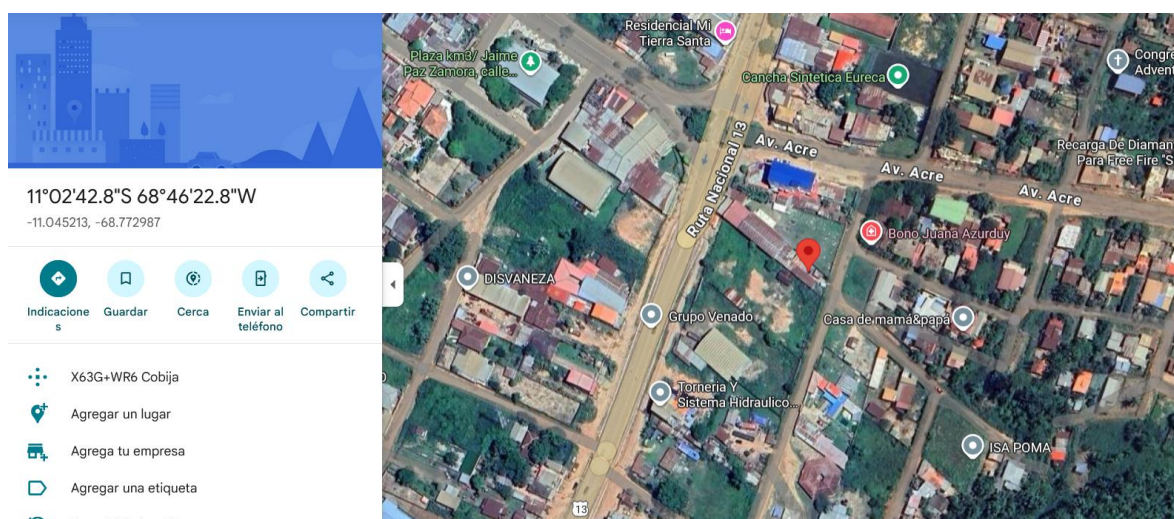 11°02'42.8"S 68°46'22.8"W
-11.045213, -68.772987
Indicacione
s
Guardar
Cerca
Enviar al
teléfono
Compartir
X63G+WR6 Cobija
Agregar un lugar
Agrega tu empresa
Agregar una etiqueta
Residencial Mi
Tierra Santa
Plaza km3/ Jaime
Paz Zamora, calle...
Cancha Sintetica Eureca
Congre
Advent
Recarga De Diaman
Para Free Fire "S
Av. Acre
Av. Acre
Av. Acre
Ruta Nacional 13
Bono Juana Azurduy
DISVANEZA
Grupo Venado
Casa de mamá&papá
Torneria Y
Sistema Hidraulico...
ISA POMA
13